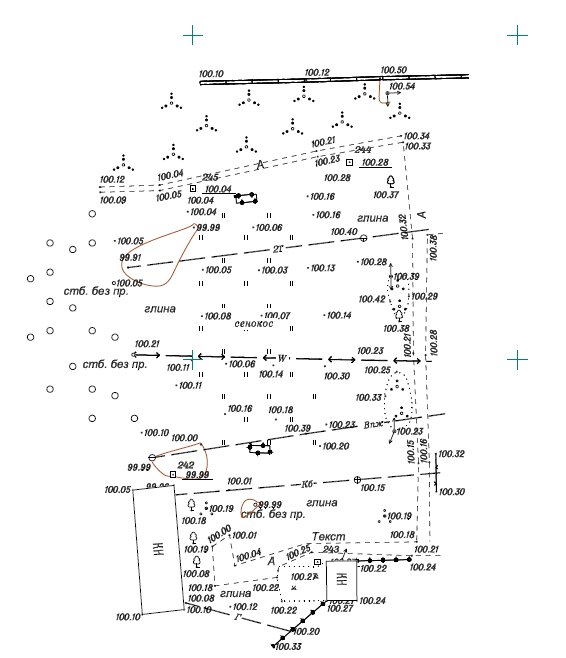 100.10 100.12 100.50
100.54
100.21 100.34
100.33
244
100.23 100.28
А
100.12 100.04 245 100.28
100.09 100.05 100.04 100.16 100.37
100.04
100.04 100.16 глина А
99.99 100.06 100.40 100.32
100.05 2Г 100.38
99.91 100.05 100.03 100.13 100.28
100.05 100.39
стб. без пр. 100.42 100.29
глина 100.08 100.07 100.14
сенокос 100.38
100.21 100.23 100.21 100.28
W
стб. без пр. 100.11 100.06 100.14 100.30 100.25
100.11
100.33
100.16 100.18
100.39 100.23 Впж
100.10 100.00 100.23
100.20 100.15 100.16
99.99 242 100.32
99.99
100.01 Кб 100.15
100.05 100.30
глина
100.19 99.99
стб. без пр. 100.19
100.18
100.00 100.01 Текст 100.18
100.19 100.25 243 100.21
100.04 А 100.22 100.24
КН 100.08 100.27 КН
100.18 100.22
100.08 глина 100.24
100.10 100.10 100.12 100.22 100.27
Г
100.20
100.33